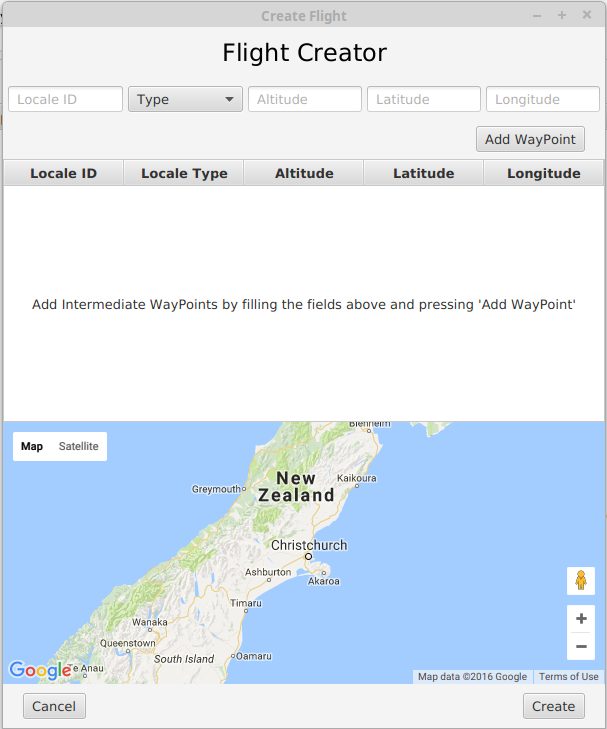 Create Flight
Flight Creator
Locale ID Type Altitude Latitude Longitude
Add WayPoint
Locale ID Locale Type Altitude Latitude Longitude
Add Intermediate WayPoints by filling the fields above and pressing 'Add WayPoint'
Map Satellite
Blenheim
New
Zealand
Kaikoura
Greymouth
Christchurch
Ashburton
Akaroa
Timaru
Wanaka
Queenstown
South Island
Oamaru
Te Anau
Google
Map data ©2016 Google Terms of Use
Cancel Create